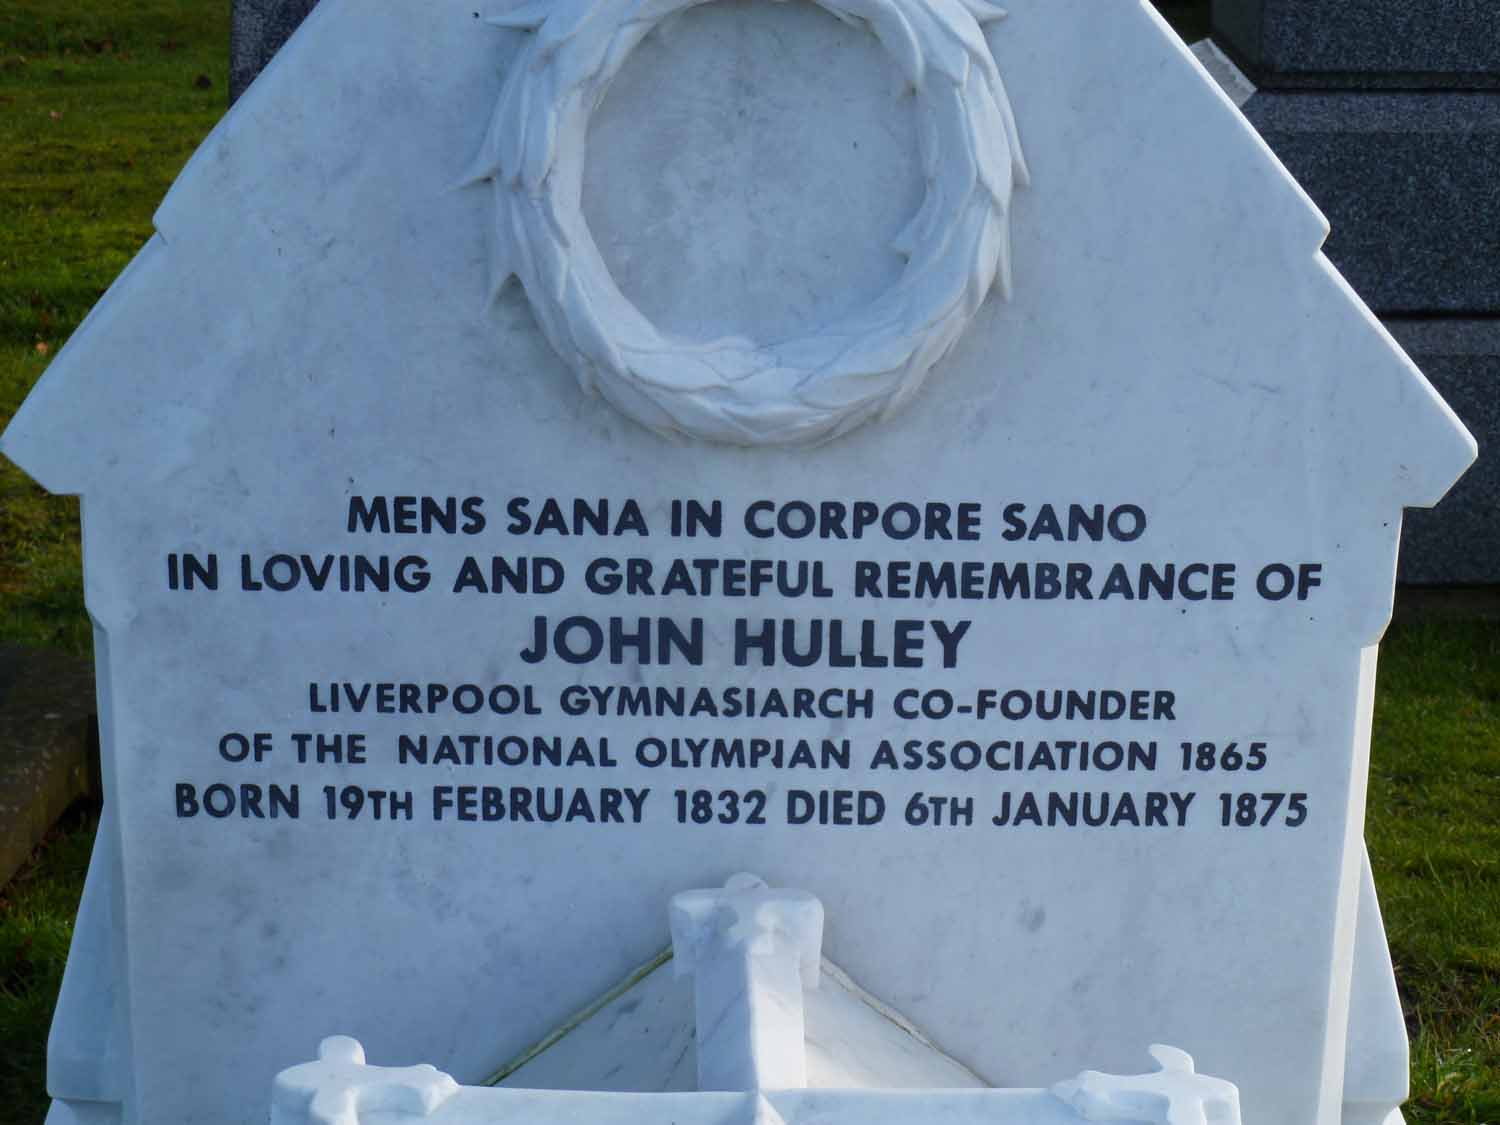 MENS SANA IN CORPORE SANO
IN LOVING AND GRATEFUL REMEMBRANCE OF
JOHN HULLEY
LIVERPOOL GYMNASIARCH CO-FOUNDER
OF THE NATIONAL OLYMPIAN ASSOCIATION 1865
BORN 19TH FEBRUARY 1832 DIED 6TH JANUARY 1875